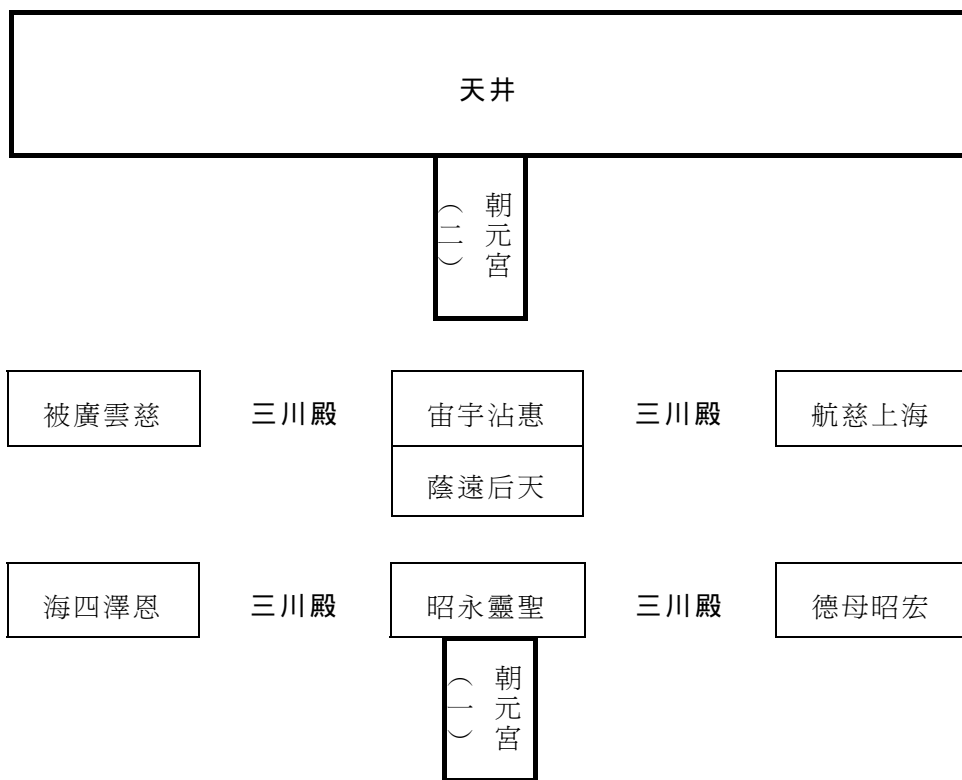 天井
朝元宮
（二）
被廣雲慈
三川殿
宙宇沾惠
三川殿
航慈上海
蔭遠后天
海四澤恩
三川殿
昭永靈聖
三川殿
德母昭宏
朝元宮
（一）